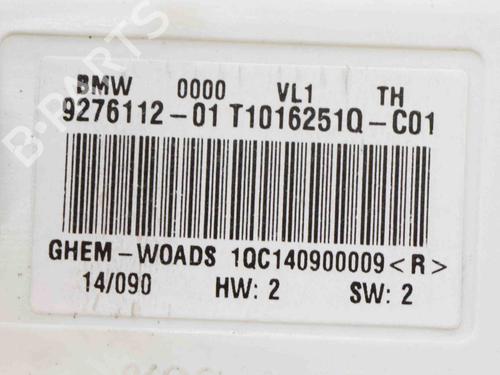 B-PARTS
BMW 0000 VL1 TH
9276112-01 T1016251Q-C01
GHEM-WOADS 1QC140900009<R>
14/090 HW: 2 SW: 2